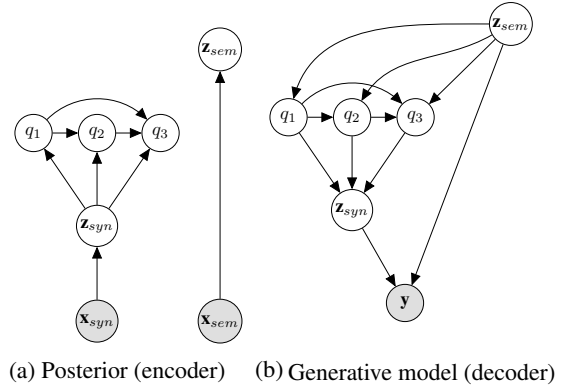 z_sem
z_sem
q_1 q_2 q_3
q_1 q_2 q_3
z_syn
z_syn
x_syn x_sem
y
(a) Posterior (encoder)
(b) Generative model (decoder)